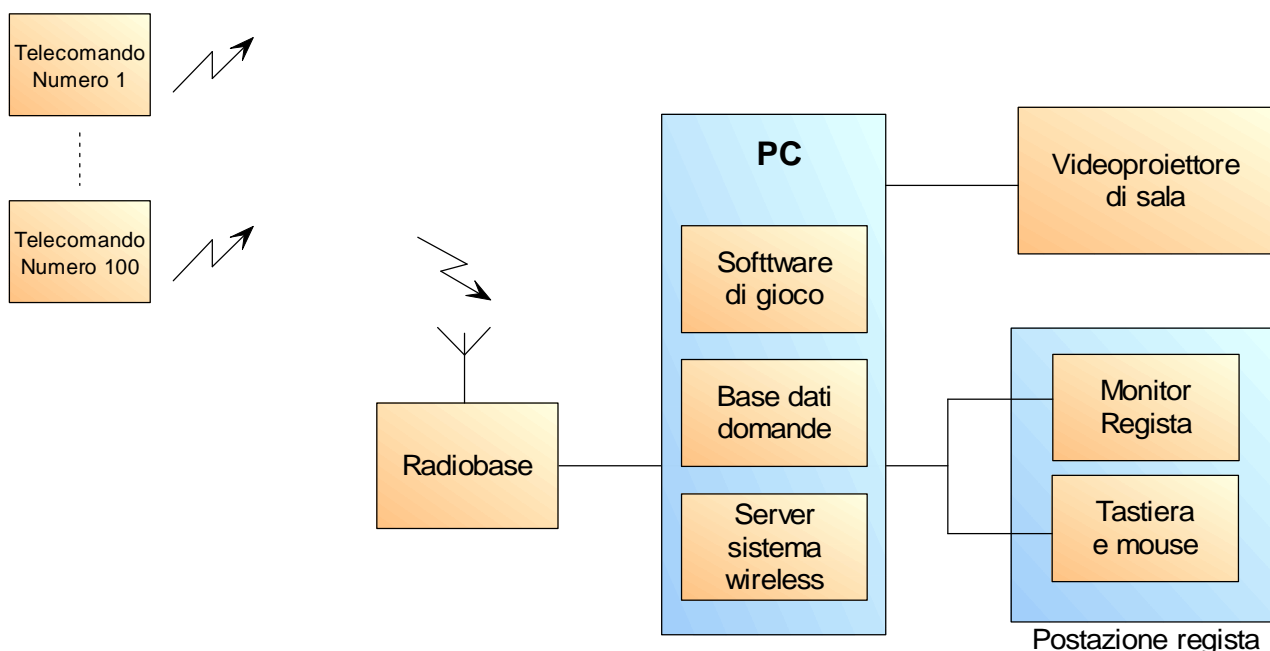 Telecomando
Numero 1
Telecomando
Numero 100
Radiobase
PC
Softtware
di gioco
Base dati
domande
Server
sistema
wireless
Videoproiettore
di sala
Monitor
Regista
Tastiera
e mouse
Postazione regista